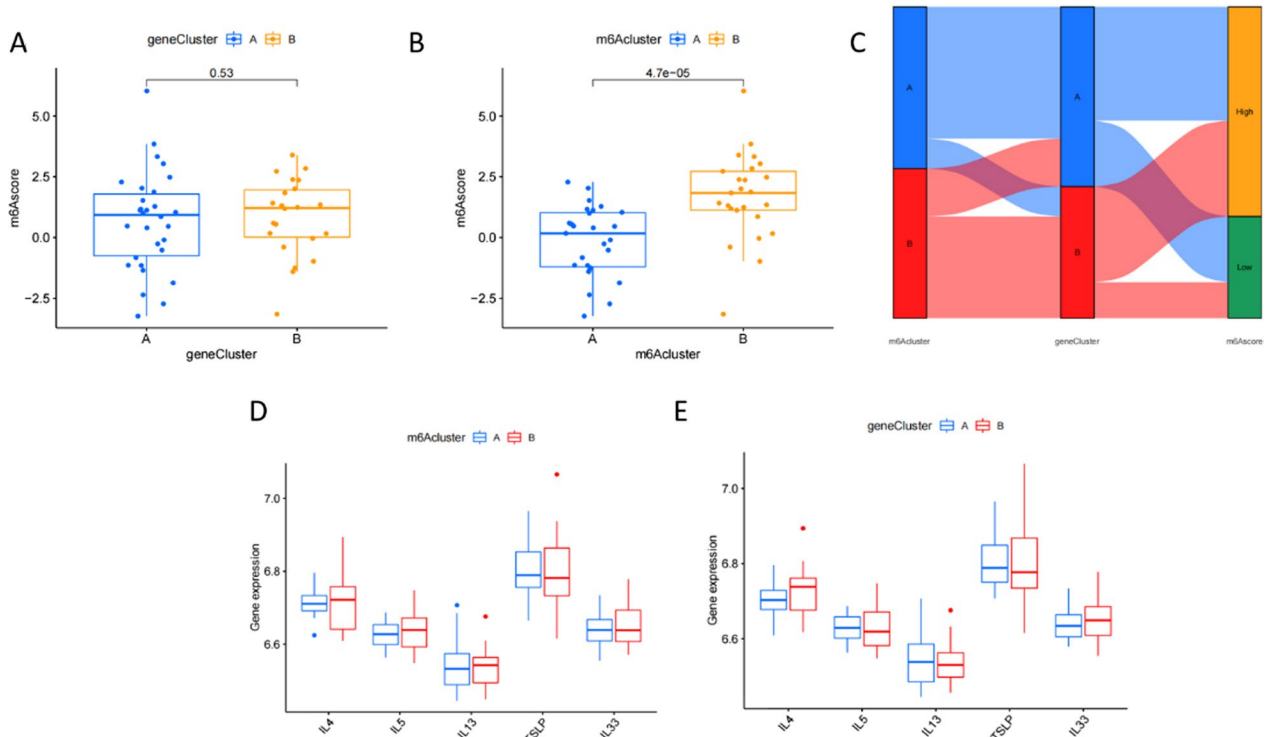 A
geneCluster A B
0.53
m6Ascore
5.0
2.5
0.0
−2.5
A B
geneCluster
B
m6Acluster A B
4.7e−05
m6Ascore
5.0
2.5
0.0
−2.5
A B
m6Acluster
C
A
B
A
B
High
Low
m6Acluster geneCluster m6Ascore
D
m6Acluster A B
Gene expression
7.0
6.8
6.6
IL4 IL5 IL13 TSLP IL33
E
geneCluster A B
Gene expression
7.0
6.8
6.6
IL4 IL5 IL13 TSLP IL33